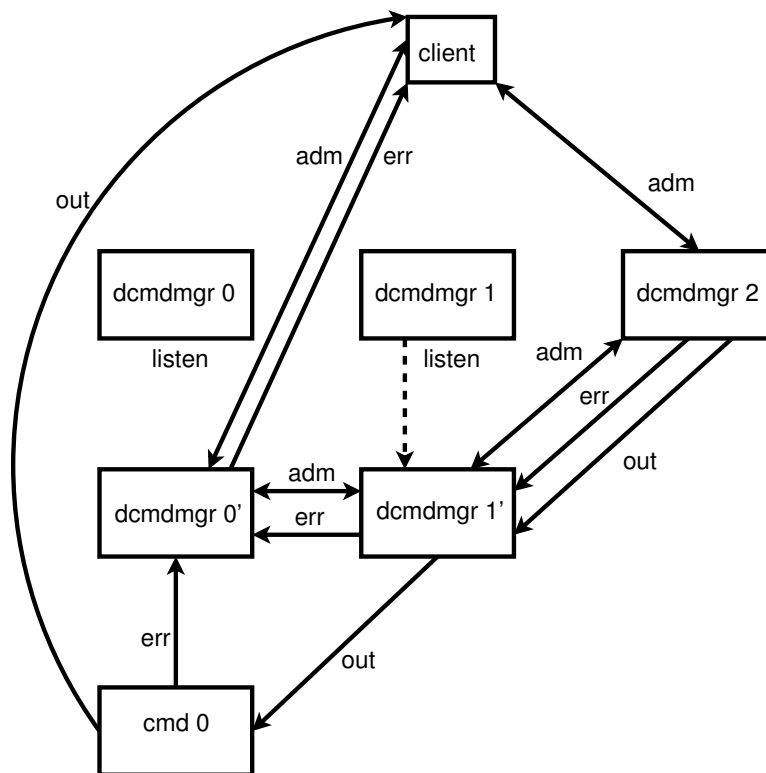 client
adm
err
adm
out
dcmdmgr 0
dcmdmgr 1
dcmdmgr 2
listen
listen
adm
err
out
dcmdmgr 0’
adm
err
dcmdmgr 1’
err
out
cmd 0